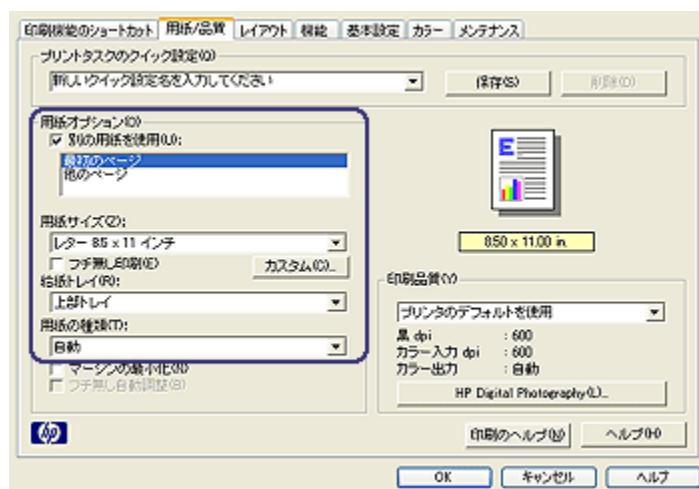 印刷機能のショートカット 用紙/品質 レイアウト 機能 基本設定 カラー メンテナンス
プリントタスクのクイック設定(Q)
新しいクイック設定名を入力してください 保存(S) 削除(D)
用紙オプション(O)
別の用紙を使用(U):
最初のページ
他のページ
用紙サイズ(Z):
レター 8.5 x 11 インチ
フチ無し印刷(E) カスタム(C)...
給紙トレイ(R):
上部トレイ
用紙の種類(T):
自動
マージンの最小化(N)
フチ無し自動調整(B)
E
8.50 x 11.00 in.
印刷品質(Y)
プリンタのデフォルトを使用
黒 dpi : 600
カラー入力 dpi : 600
カラー出力 : 自動
HP Digital Photography(L)...
hp
印刷のヘルプ(N) ヘルプ(H)
OK キャンセル ヘルプ